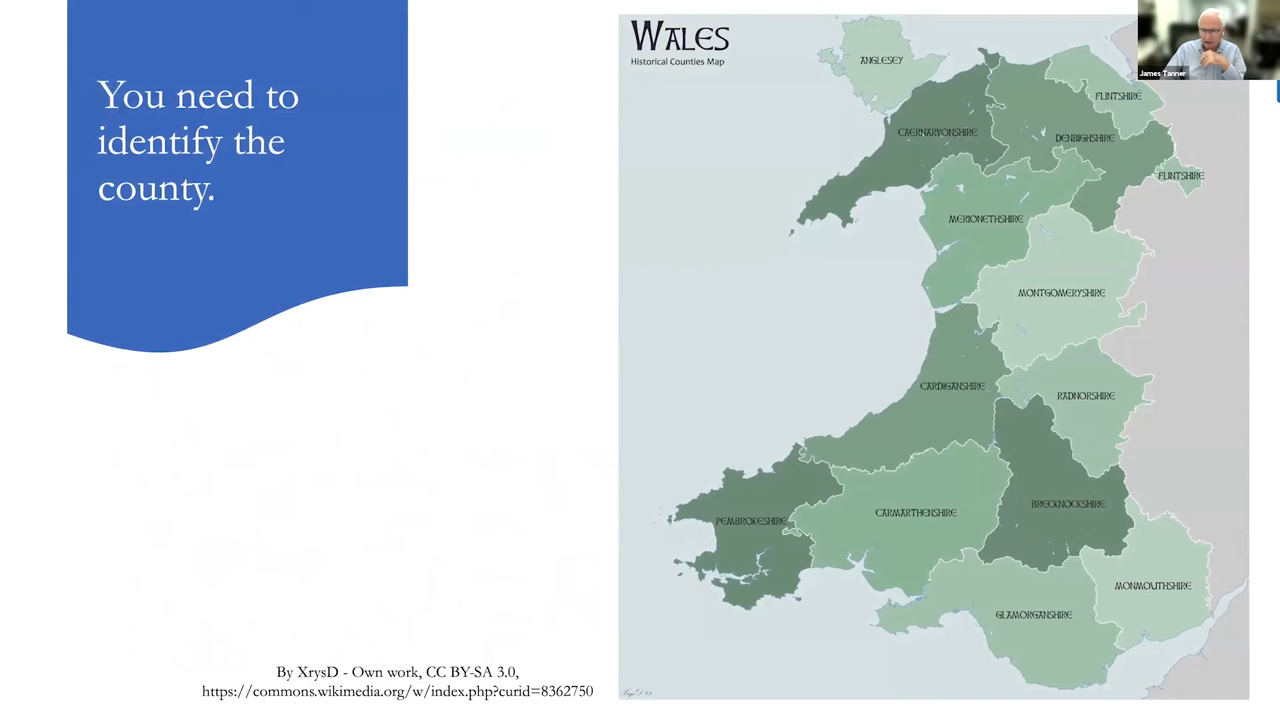 You need to
identify the
county.
WALES
Historical Counties Map
James Tanner
ANGLESEY
FLINTSHIRE
CAERNARVONSHIRE
DENBIGHSHIRE
FLINTSHIRE
MERIONETHSHIRE
MONTGOMERYSHIRE
CARDIGANSHIRE
RADNORSHIRE
BRECKNOCKSHIRE
CARMARTHENSHIRE
PEMBROKESHIRE
MONMOUTHSHIRE
GLAMORGANSHIRE
By XrysD - Own work, CC BY-SA 3.0,
https://commons.wikimedia.org/w/index.php?curid=8362750